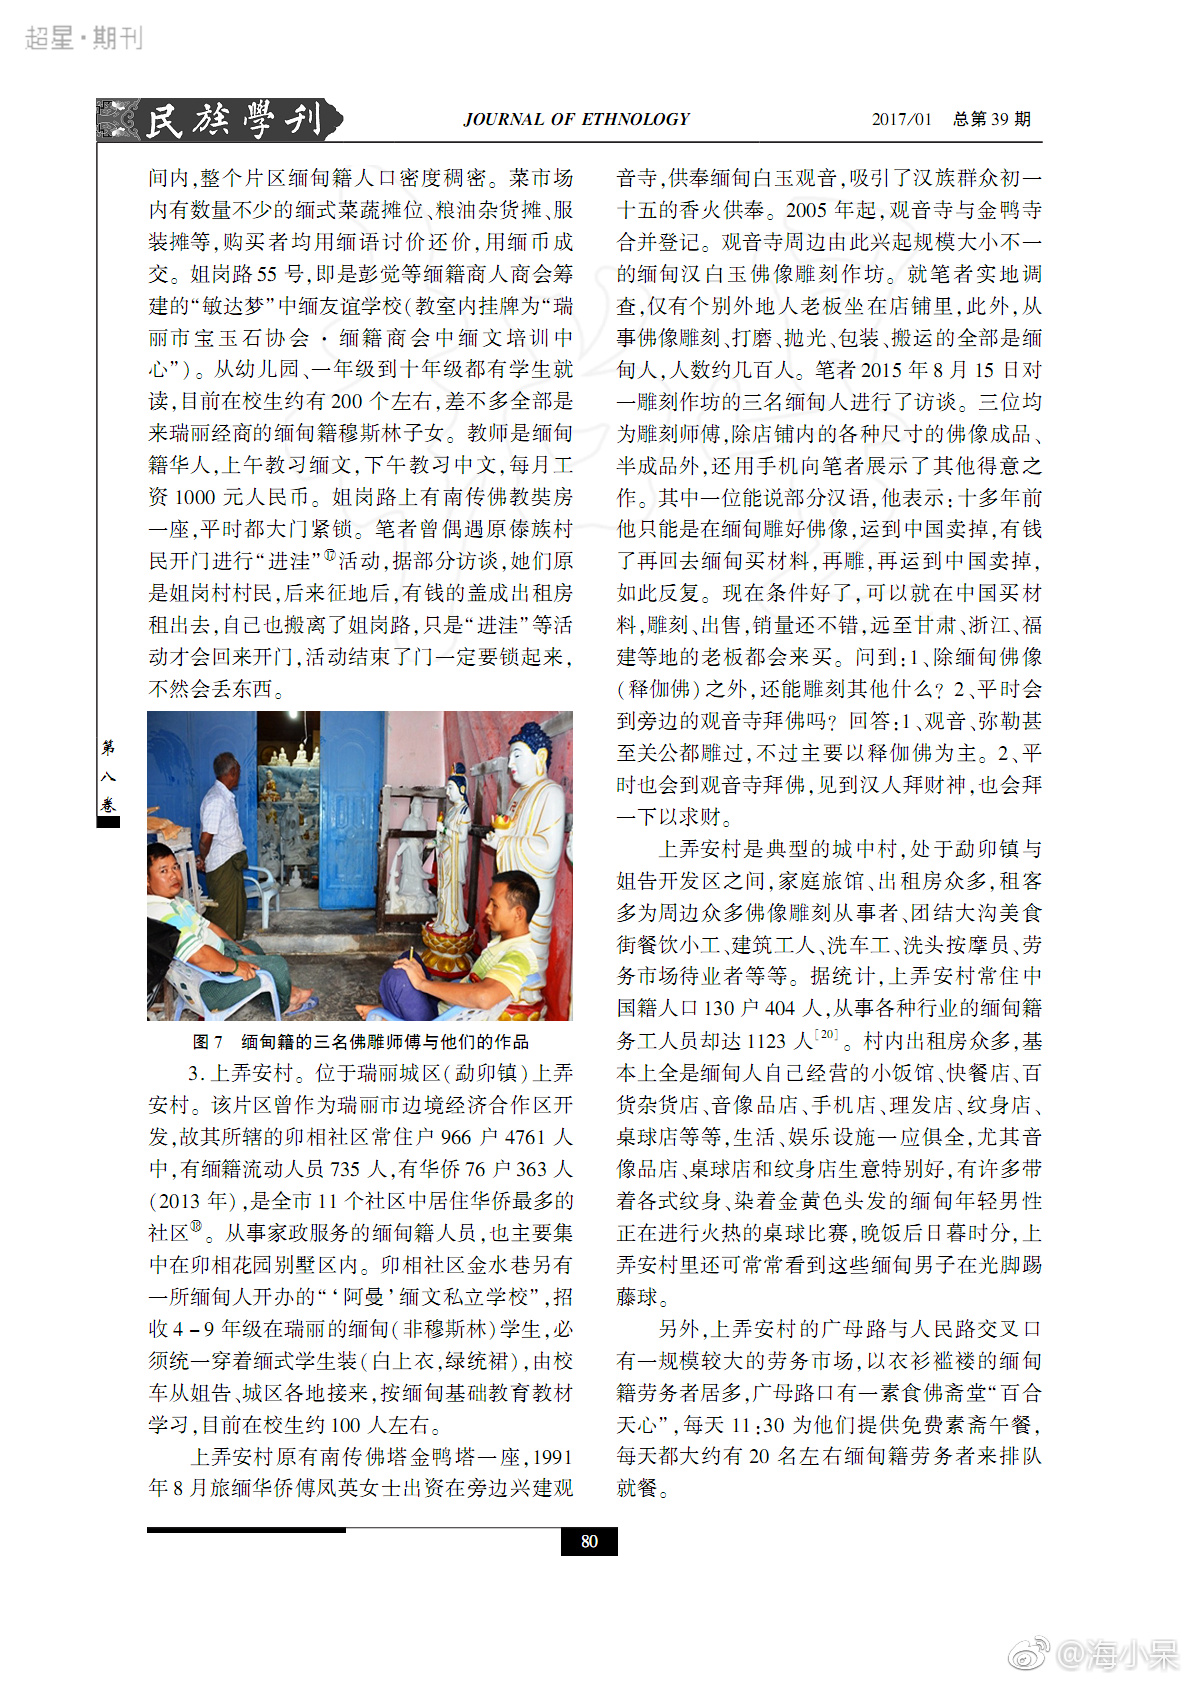 超星·期刊
民族學刊
JOURNAL OF ETHNOLOGY
2017/01 总第39期
间内,整个片区缅甸籍人口密度稠密。菜市场
内有数量不少的缅式菜蔬摊位、粮油杂货摊、服
装摊等,购买者均用缅语讨价还价,用缅币成
交。姐岗路55号,即是彭觉等缅籍商人商会筹
建的“敏达梦”中缅友谊学校(教室内挂牌为“瑞
丽市宝玉石协会·缅籍商会中缅文培训中
心”)。从幼儿园、一年级到十年级都有学生就
读,目前在校生约有200个左右,差不多全部是
来瑞丽经商的缅甸籍穆斯林子女。教师是缅甸
籍华人,上午教习缅文,下午教习中文,每月工
资1000元人民币。姐岗路上有南传佛教奘房
一座,平时都大门紧锁。笔者曾偶遇原傣族村
民开门进行“进洼”⑰活动,据部分访谈,她们原
是姐岗村村民,后来征地后,有钱的盖成出租房
租出去,自己也搬离了姐岗路,只是“进洼”等活
动才会回来开门,活动结束了门一定要锁起来,
不然会丢东西。
第八卷
图7 缅甸籍的三名佛雕师傅与他们的作品
3.上弄安村。位于瑞丽城区(勐卯镇)上弄
安村。该片区曾作为瑞丽市边境经济合作区开
发,故其所辖的卯相社区常住户966户4761人
中,有缅籍流动人员735人,有华侨76户363人
(2013年),是全市11个社区中居住华侨最多的
社区⑱。从事家政服务的缅甸籍人员,也主要集
中在卯相花园别墅区内。卯相社区金水巷另有
一所缅甸人开办的“‘阿曼’缅文私立学校”,招
收4-9年级在瑞丽的缅甸(非穆斯林)学生,必
须统一穿着缅式学生装(白上衣,绿统裙),由校
车从姐告、城区各地接来,按缅甸基础教育教材
学习,目前在校生约100人左右。
上弄安村原有南传佛塔金鸭塔一座,1991
年8月旅缅华侨傅凤英女士出资在旁边兴建观
音寺,供奉缅甸白玉观音,吸引了汉族群众初一
十五的香火供奉。2005年起,观音寺与金鸭寺
合并登记。观音寺周边由此兴起规模大小不一
的缅甸汉白玉佛像雕刻作坊。就笔者实地调
查,仅有个别外地人老板坐在店铺里,此外,从
事佛像雕刻、打磨、抛光、包装、搬运的全部是缅
甸人,人数约几百人。笔者2015年8月15日对
一雕刻作坊的三名缅甸人进行了访谈。三位均
为雕刻师傅,除店铺内的各种尺寸的佛像成品、
半成品外,还用手机向笔者展示了其他得意之
作。其中一位能说部分汉语,他表示:十多年前
他只能是在缅甸雕好佛像,运到中国卖掉,有钱
了再回去缅甸买材料,再雕,再运到中国卖掉,
如此反复。现在条件好了,可以就在中国买材
料,雕刻、出售,销量还不错,远至甘肃、浙江、福
建等地的老板都会来买。问到:1、除缅甸佛像
(释伽佛)之外,还能雕刻其他什么?2、平时会
到旁边的观音寺拜佛吗?回答:1、观音、弥勒甚
至关公都雕过,不过主要以释伽佛为主。2、平
时也会到观音寺拜佛,见到汉人拜财神,也会拜
一下以求财。
上弄安村是典型的城中村,处于勐卯镇与
姐告开发区之间,家庭旅馆、出租房众多,租客
多为周边众多佛像雕刻从事者、团结大沟美食
街餐饮小工、建筑工人、洗车工、洗头按摩员、劳
务市场待业者等等。据统计,上弄安村常住中
国籍人口130户404人,从事各种行业的缅甸籍
务工人员却达1123人[20]。村内出租房众多,基
本上全是缅甸人自己经营的小饭馆、快餐店、百
货杂货店、音像品店、手机店、理发店、纹身店、
桌球店等等,生活、娱乐设施一应俱全,尤其音
像品店、桌球店和纹身店生意特别好,有许多带
着各式纹身、染着金黄色头发的缅甸年轻男性
正在进行火热的桌球比赛,晚饭后日暮时分,上
弄安村里还可常常看到这些缅甸男子在光脚踢
藤球。
另外,上弄安村的广母路与人民路交叉口
有一规模较大的劳务市场,以衣衫褴褛的缅甸
籍劳务者居多,广母路口有一素食佛斋堂“百合
天心”,每天11:30为他们提供免费素斋午餐,
每天都大约有20名左右缅甸籍劳务者来排队
就餐。
80
@海小呆